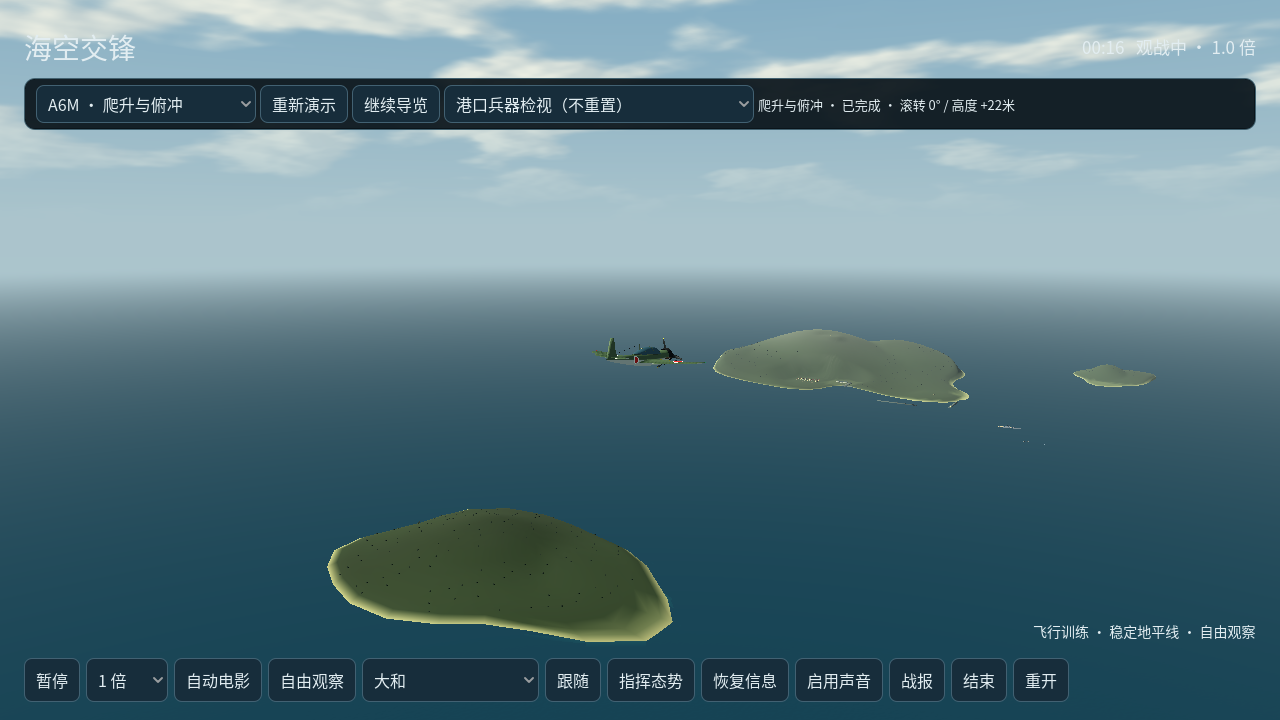 海空交锋
00:16 观战中 · 1.0 倍
A6M · 爬升与俯冲 重新演示 继续导览 港口兵器检视（不重置） 爬升与俯冲 · 已完成 · 滚转 0° / 高度 +22米
飞行训练 · 稳定地平线 · 自由观察
暂停 1 倍 自动电影 自由观察 大和 跟随 指挥态势 恢复信息 启用声音 战报 结束 重开